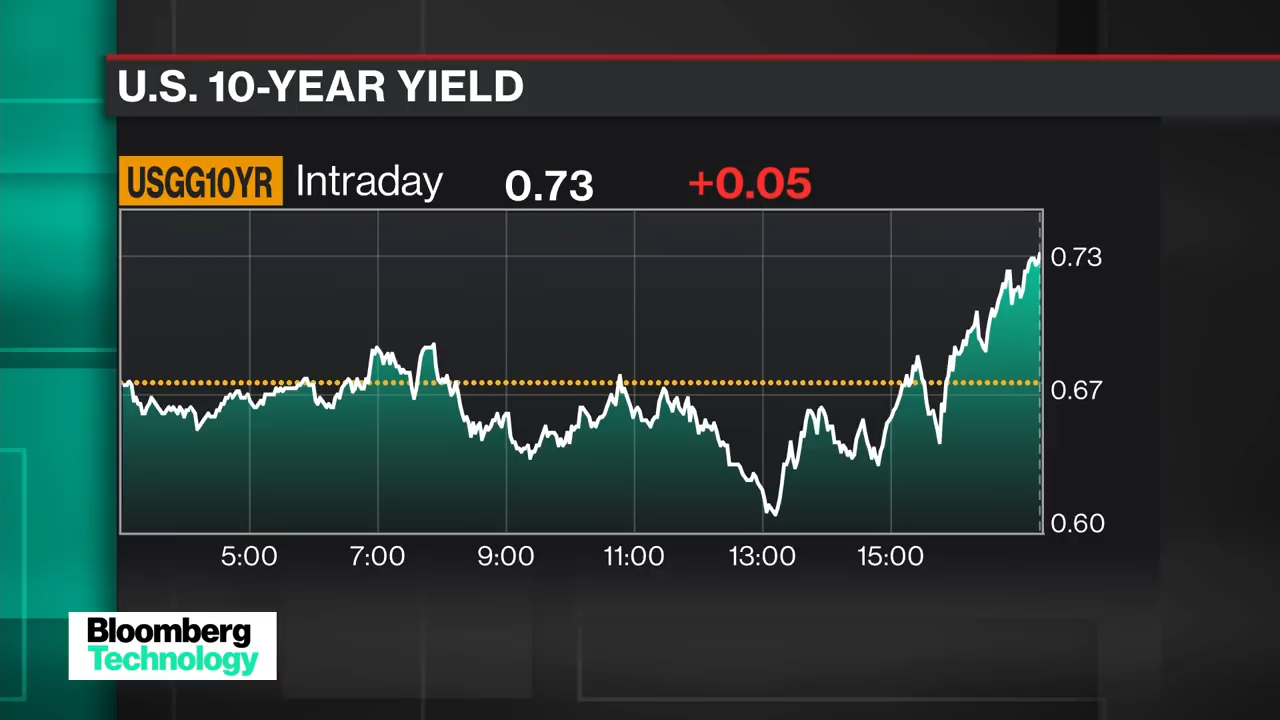 U.S. 10-YEAR YIELD
USGG10YR Intraday 0.73 +0.05
0.73
0.67
0.60
5:00 7:00 9:00 11:00 13:00 15:00
Bloomberg
Technology